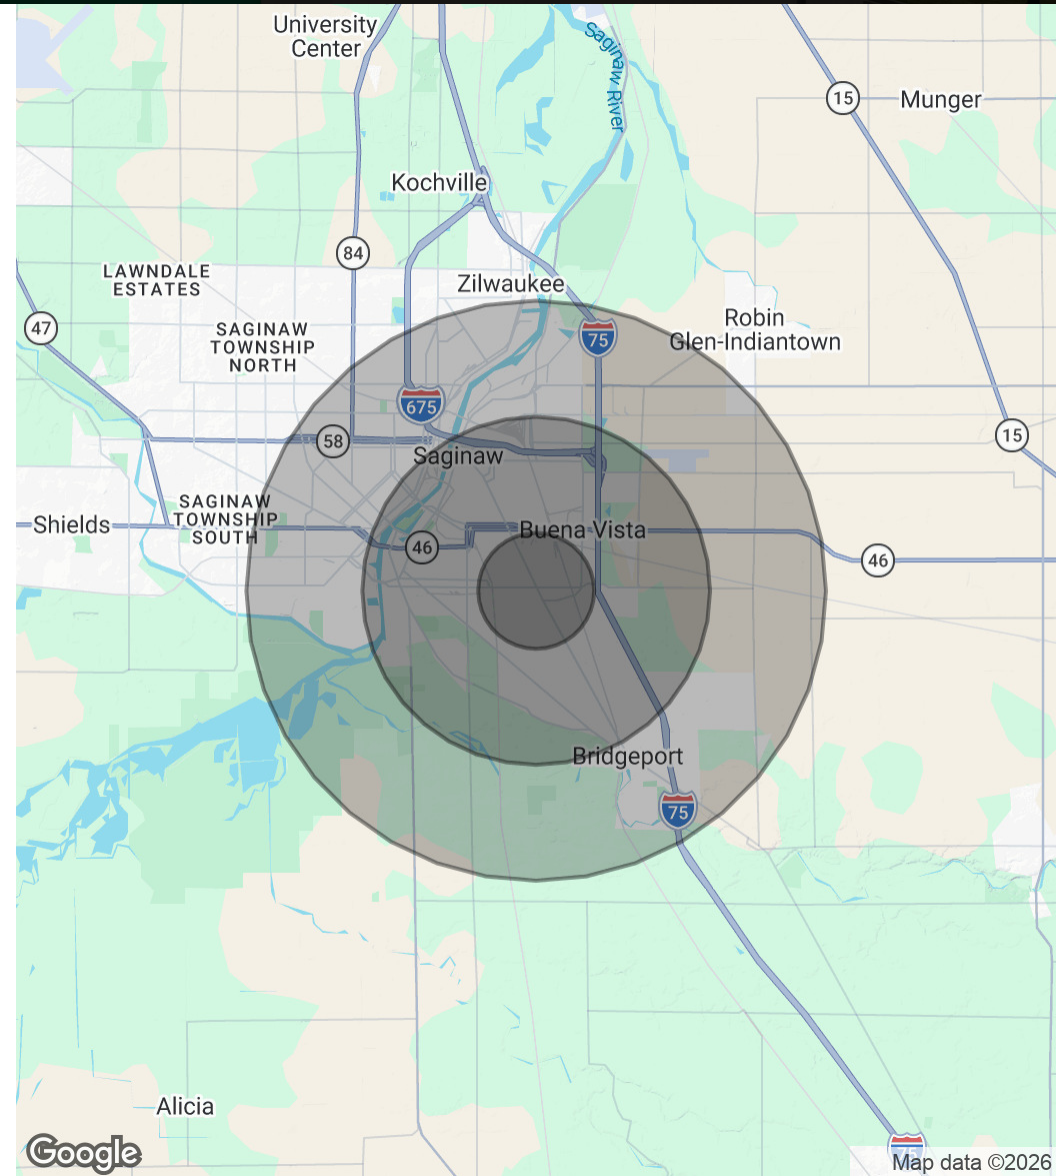 University
Center
Saginaw River
15
Munger
Kochville
84
LAWNDALE
ESTATES
Zilwaukee
47
SAGINAW
TOWNSHIP
NORTH
75
Robin
Glen-Indiantown
675
58
15
Saginaw
SAGINAW
TOWNSHIP
SOUTH
Shields
Buena Vista
46
46
Bridgeport
75
Alicia
75
Google
Map data ©2026